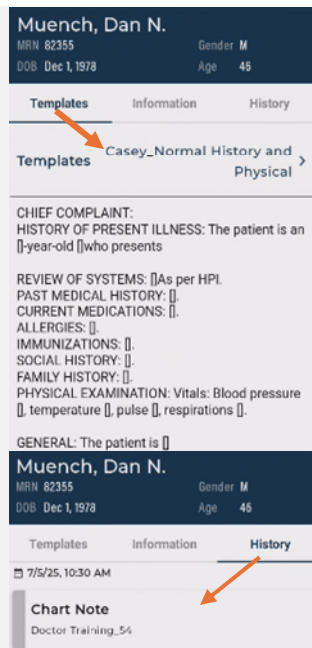 Muench, Dan N.
MRN 82355 Gender M
DOB Dec 1, 1978 Age 46
Templates Information History
Templates Casey_Normal History and
Physical >
CHIEF COMPLAINT:
HISTORY OF PRESENT ILLNESS: The patient is an
[]-year-old []who presents
REVIEW OF SYSTEMS: []As per HPI.
PAST MEDICAL HISTORY: [].
CURRENT MEDICATIONS: [].
ALLERGIES: [].
IMMUNIZATIONS: [].
SOCIAL HISTORY: [].
FAMILY HISTORY: [].
PHYSICAL EXAMINATION: Vitals: Blood pressure
[], temperature [], pulse [], respirations [].
GENERAL: The patient is []
Muench, Dan N.
MRN 82355 Gender M
DOB Dec 1, 1978 Age 46
Templates Information History
7/5/25, 10:30 AM
Chart Note
Doctor Training_54